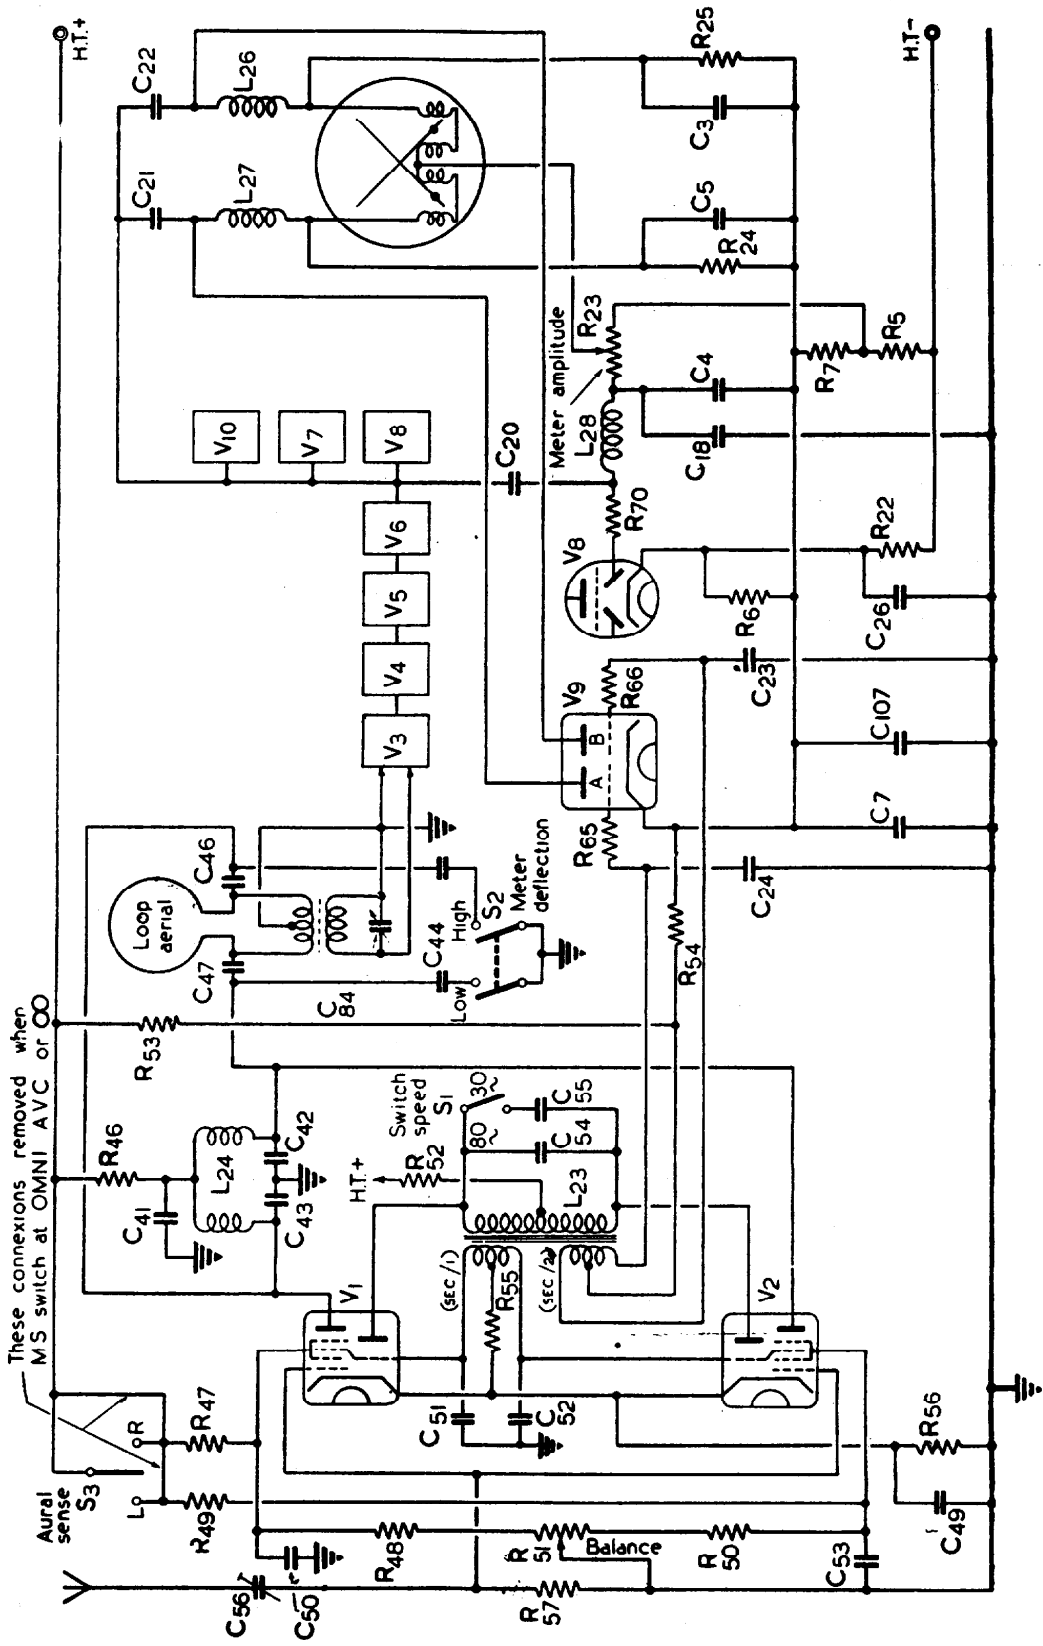 These connexions removed when
MS switch at OMNI AVC or ∞
Aural
sense
S3
L
R
H.T.+
C56
C50
R49
R47
R46
C41
L24
C43
C42
R53
C47
C46
Loop
aerial
C84
C21
C22
L27
L26
V1
H.T.+
R52
Switch
speed
S1
80~
30~
C44
Low
High
S2
Meter
deflection
V3
V4
V5
V6
V8
V7
V10
R48
C51
C52
(SEC/1)
R55
(SEC/2)
L23
C54
C55
C20
R51
Balance
R57
R65
V9
A
B
R66
V8
R70
L28
Meter amplitude
R23
R54
R50
C53
V2
C24
C23
R6
C18
C4
R24
C5
C3
R25
R7
R5
C49
R56
C7
C107
C26
R22
H.T-